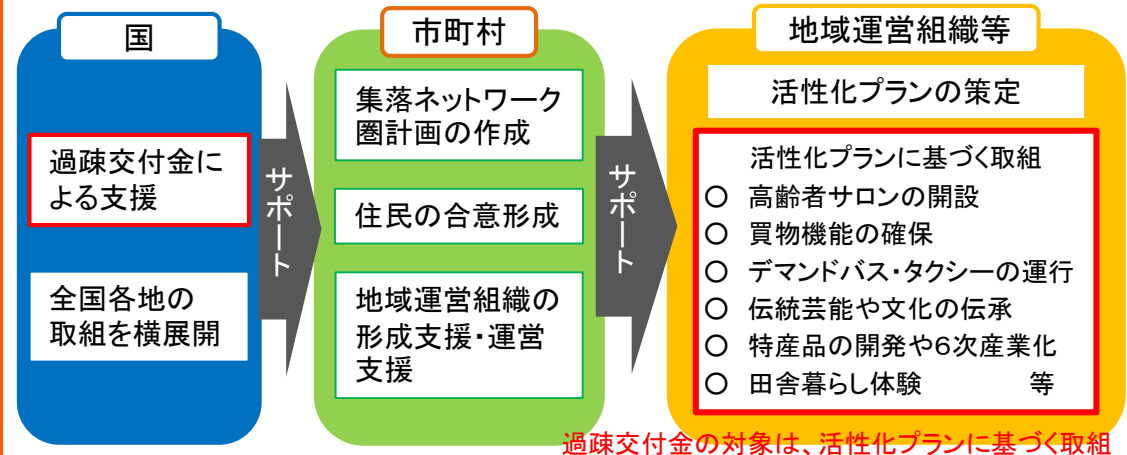 国
過疎交付金に
よる支援
全国各地の
取組を横展開
サポート
市町村
集落ネットワーク
圏計画の作成
住民の合意形成
地域運営組織の
形成支援・運営
支援
サポート
地域運営組織等
活性化プランの策定
活性化プランに基づく取組
○ 高齢者サロンの開設
○ 買物機能の確保
○ デマンドバス・タクシーの運行
○ 伝統芸能や文化の伝承
○ 特産品の開発や6次産業化
○ 田舎暮らし体験 等
過疎交付金の対象は、活性化プランに基づく取組